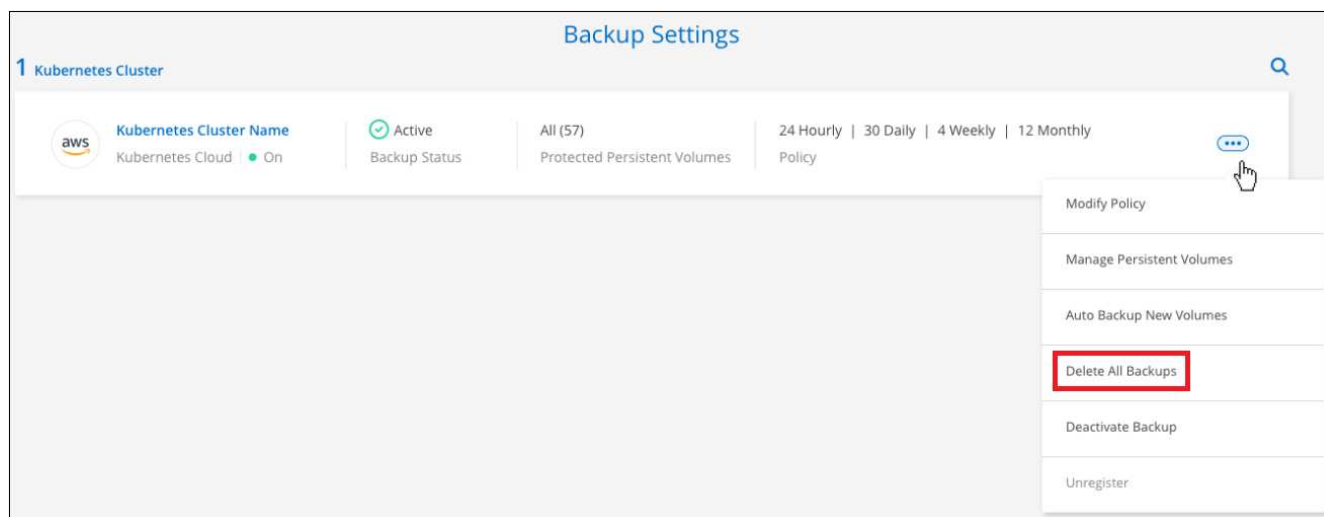 Backup Settings
1 Kubernetes Cluster
aws
Kubernetes Cluster Name
Kubernetes Cloud | On
Active
Backup Status
All (57)
Protected Persistent Volumes
24 Hourly | 30 Daily | 4 Weekly | 12 Monthly
Policy
Modify Policy
Manage Persistent Volumes
Auto Backup New Volumes
Delete All Backups
Deactivate Backup
Unregister